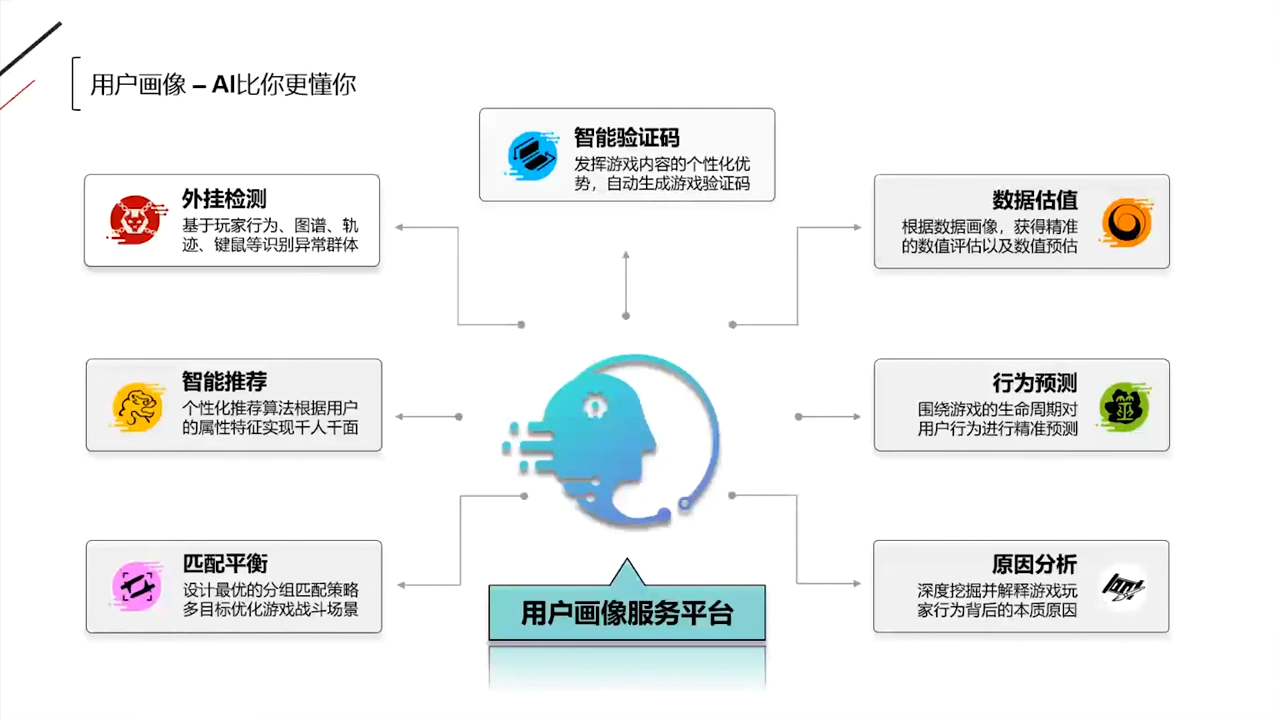 用户画像 – AI比你更懂你
智能验证码
发挥游戏内容的个性化优
势，自动生成游戏验证码
外挂检测
基于玩家行为、图谱、轨
迹、键鼠等识别异常群体
数据估值
根据数据画像，获得精准
的数值评估以及数值预估
智能推荐
个性化推荐算法根据用户
的属性特征实现千人千面
行为预测
围绕游戏的生命周期对
用户行为进行精准预测
匹配平衡
设计最优的分组匹配策略
多目标优化游戏战斗场景
原因分析
深度挖掘并解释游戏玩
家行为背后的本质原因
用户画像服务平台